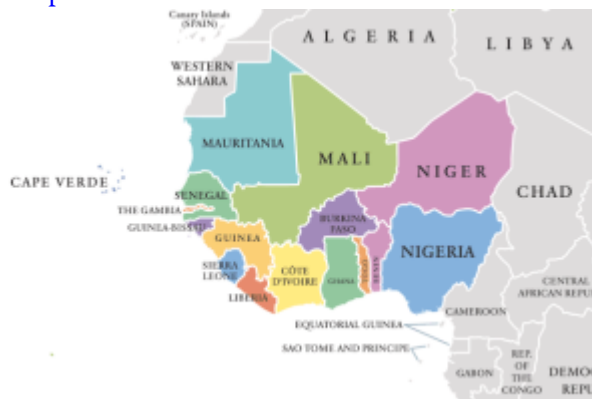 Canary Islands
(SPAIN)
ALGERIA
LIBYA
WESTERN
SAHARA
MAURITANIA
MALI
NIGER
CHAD
CAPE VERDE
SENEGAL
THE GAMBIA
GUINEA-BISSAU
GUINEA
BURKINA
FASO
NIGERIA
SIERRA
LEONE
CÔTE
D'IVOIRE
GHANA
TOGO
BENIN
LIBERIA
CENTRAL
AFRICAN REPU
CAMEROON
EQUATORIAL GUINEA
SAO TOME AND PRINCIPE
GABON
REP.
OF THE
CONGO
DEMOC
REPU